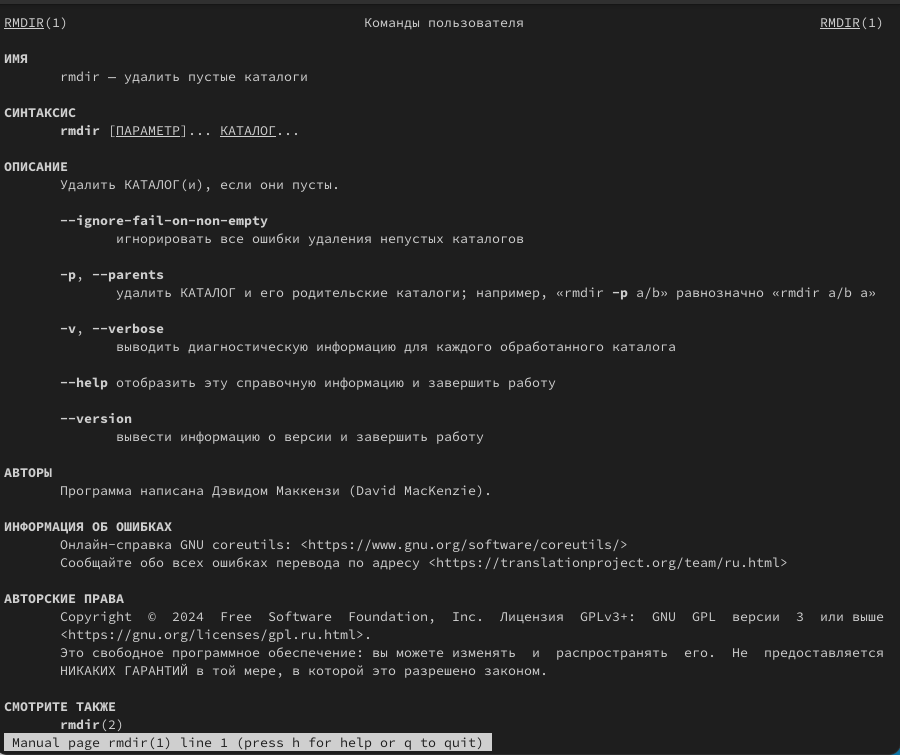 RMDIR(1) Команды пользователя RMDIR(1)
ИМЯ
rmdir — удалить пустые каталоги
СИНТАКСИС
rmdir [ПАРАМЕТР]... КАТАЛОГ...
ОПИСАНИЕ
Удалить КАТАЛОГ(и), если они пусты.
--ignore-fail-on-non-empty
игнорировать все ошибки удаления непустых каталогов
-p, --parents
удалить КАТАЛОГ и его родительские каталоги; например, «rmdir -p a/b» равнозначно «rmdir a/b a»
-v, --verbose
выводить диагностическую информацию для каждого обработанного каталога
--help отобразить эту справочную информацию и завершить работу
--version
вывести информацию о версии и завершить работу
АВТОРЫ
Программа написана Дэвидом Маккензи (David MacKenzie).
ИНФОРМАЦИЯ ОБ ОШИБКАХ
Онлайн-справка GNU coreutils: <https://www.gnu.org/software/coreutils/>
Сообщайте обо всех ошибках перевода по адресу <https://translationproject.org/team/ru.html>
АВТОРСКИЕ ПРАВА
Copyright © 2024 Free Software Foundation, Inc. Лицензия GPLv3+: GNU GPL версии 3 или выше
<https://gnu.org/licenses/gpl.ru.html>.
Это свободное программное обеспечение: вы можете изменять и распространять его. Не предоставляется
НИКАКИХ ГАРАНТИЙ в той мере, в которой это разрешено законом.
СМОТРИТЕ ТАКЖЕ
rmdir(2)
Manual page rmdir(1) line 1 (press h for help or q to quit)